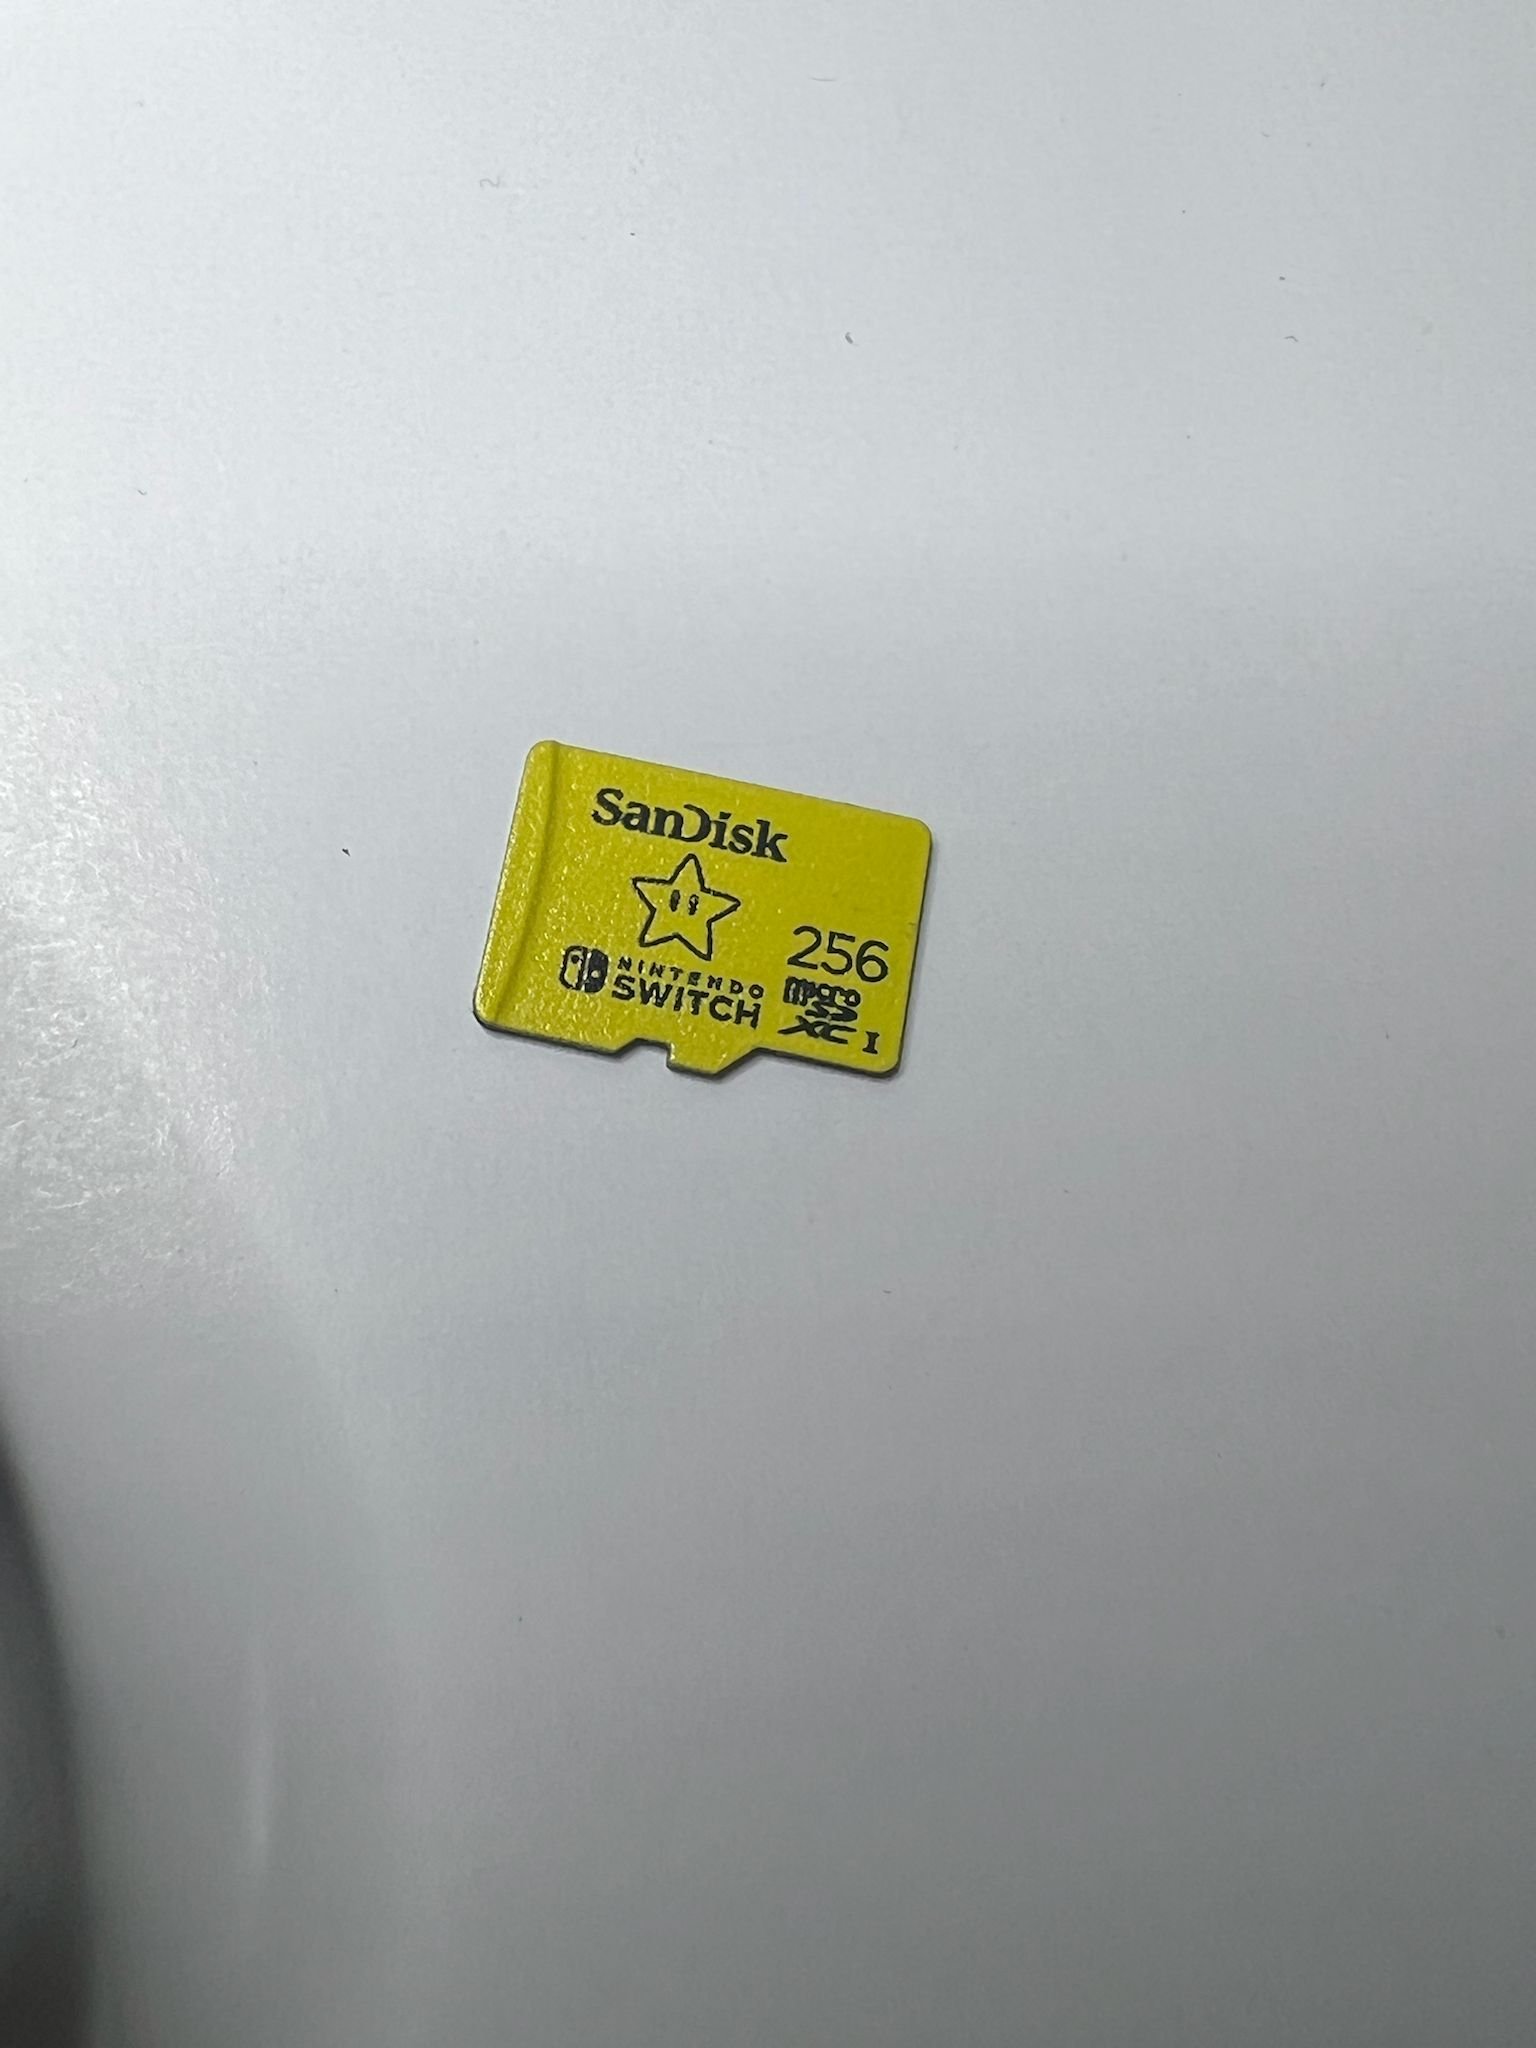 SanDisk
256
NINTENDO
SWITCH
micro
SD
XC I